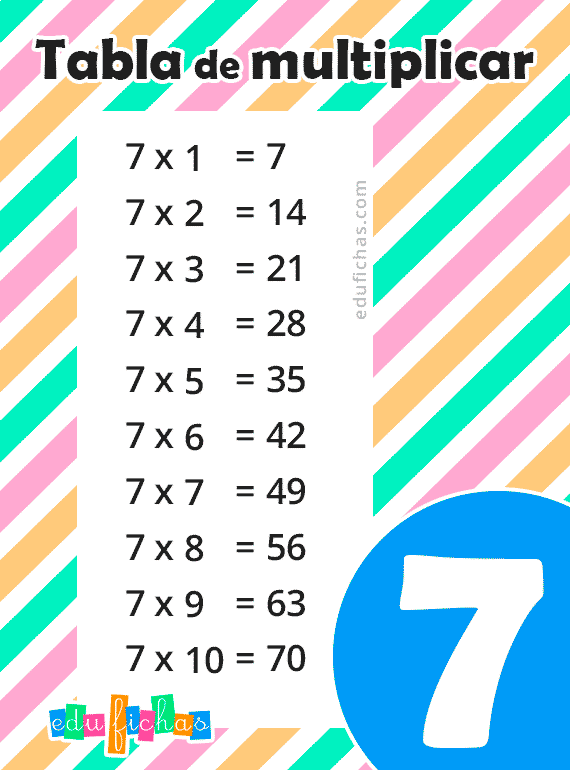 Tabla de multiplicar
7 x 1 = 7
7 x 2 = 14
7 x 3 = 21
7 x 4 = 28
7 x 5 = 35
7 x 6 = 42
7 x 7 = 49
7 x 8 = 56
7 x 9 = 63
7 x 10 = 70
edufichas.com
7
edufichas